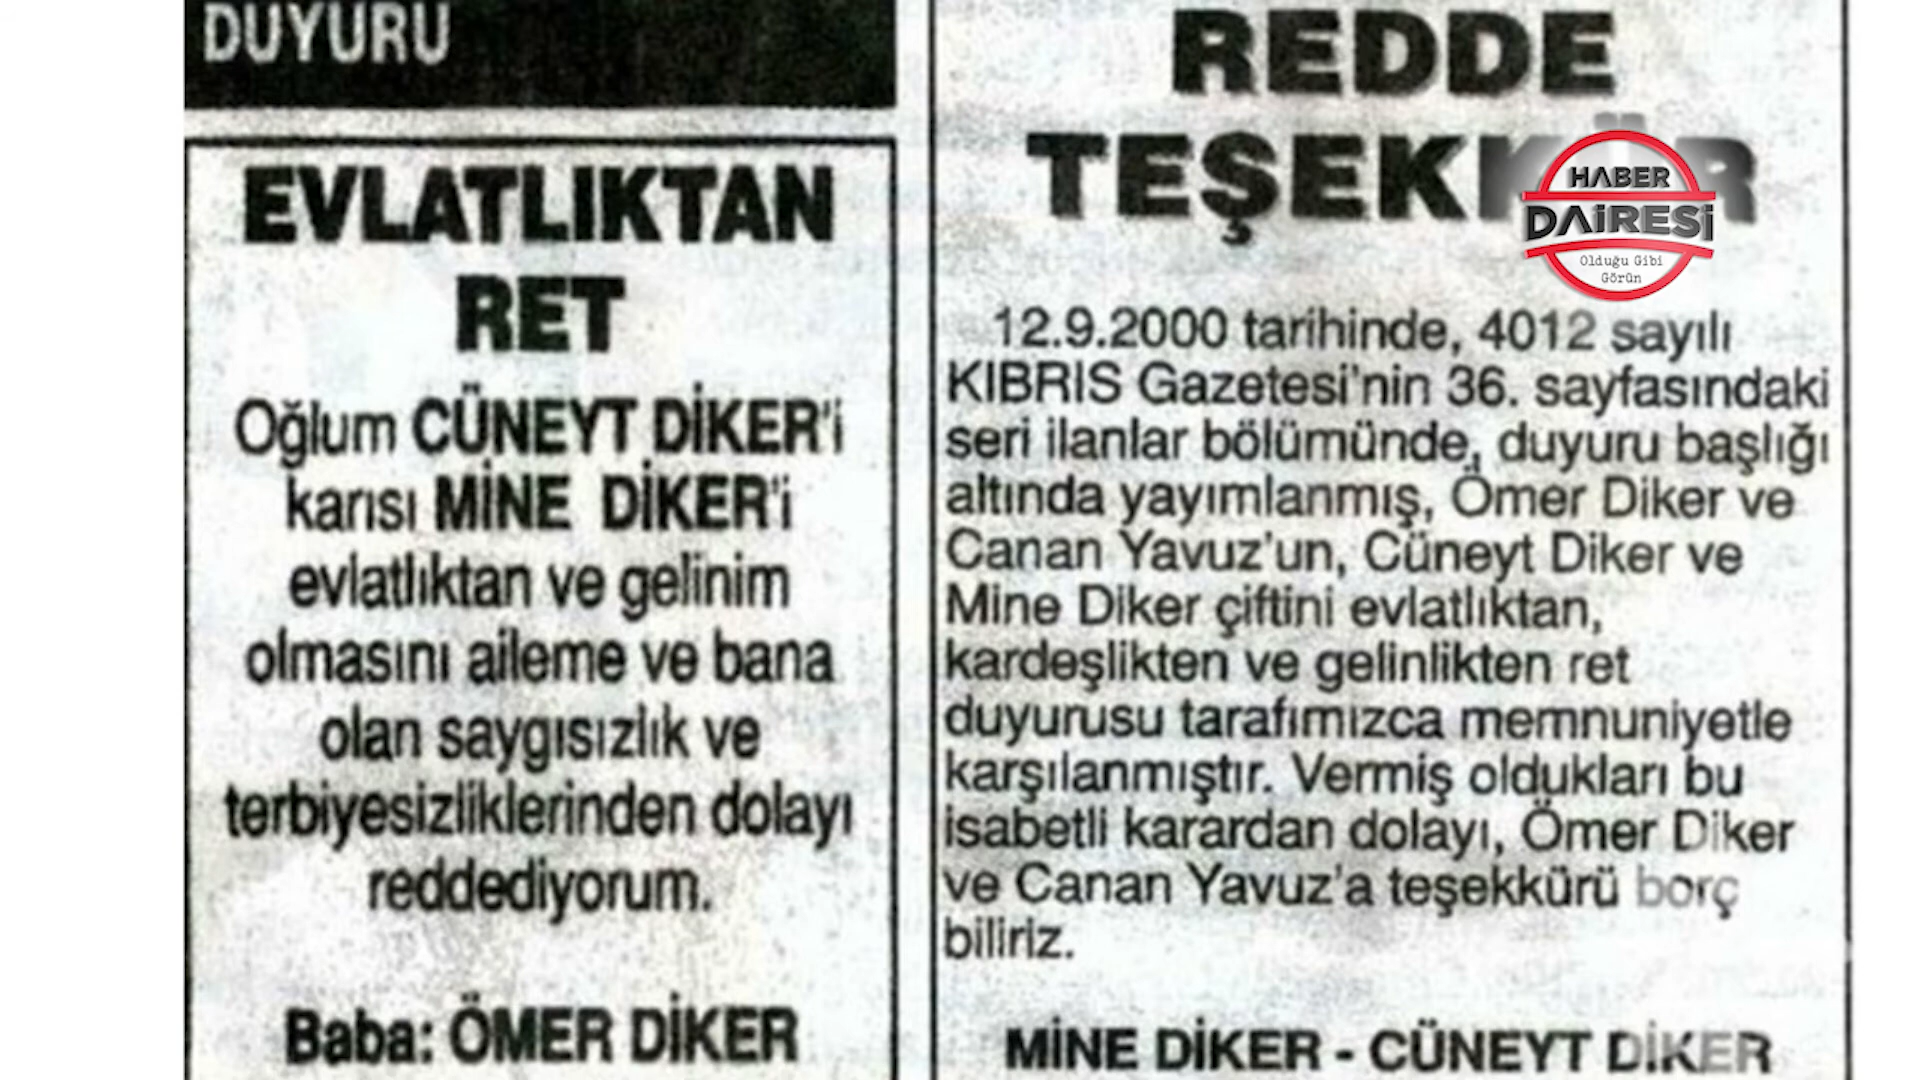 DUYURU
EVLATLIKTAN
RET
Oğlum CÜNEYT DİKER'i
karısı MİNE DİKER'i
evlatlıktan ve gelinim
olmasını aileme ve bana
olan saygısızlık ve
terbiyesizliklerinden dolayı
reddediyorum.
Baba: ÖMER DİKER
REDDE
TEŞEKKÜR
HABER
DAİRESİ
Olduğu Gibi
Görün
12.9.2000 tarihinde, 4012 sayılı
KIBRIS Gazetesi'nin 36. sayfasındaki
seri ilanlar bölümünde, duyuru başlığı
altında yayımlanmış, Ömer Diker ve
Canan Yavuz'un, Cüneyt Diker ve
Mine Diker çiftini evlatlıktan,
kardeşlikten ve gelinlikten ret
duyurusu tarafımızca memnuniyetle
karşılanmıştır. Vermiş oldukları bu
isabetli karardan dolayı, Ömer Diker
ve Canan Yavuz'a teşekkürü borç
biliriz.
MİNE DİKER - CÜNEYT DİKER